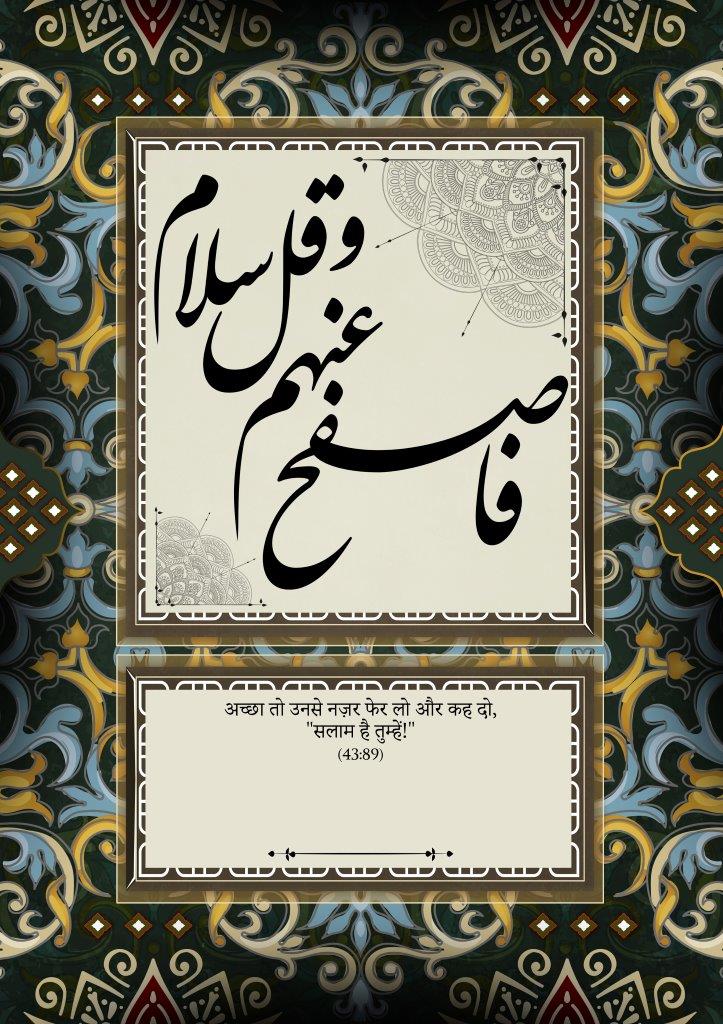 فاصفح
عنهم
وقل سلام
अच्छा तो उनसे नज़र फेर लो और कह दो,
"सलाम है तुम्हें!"
(43:89)